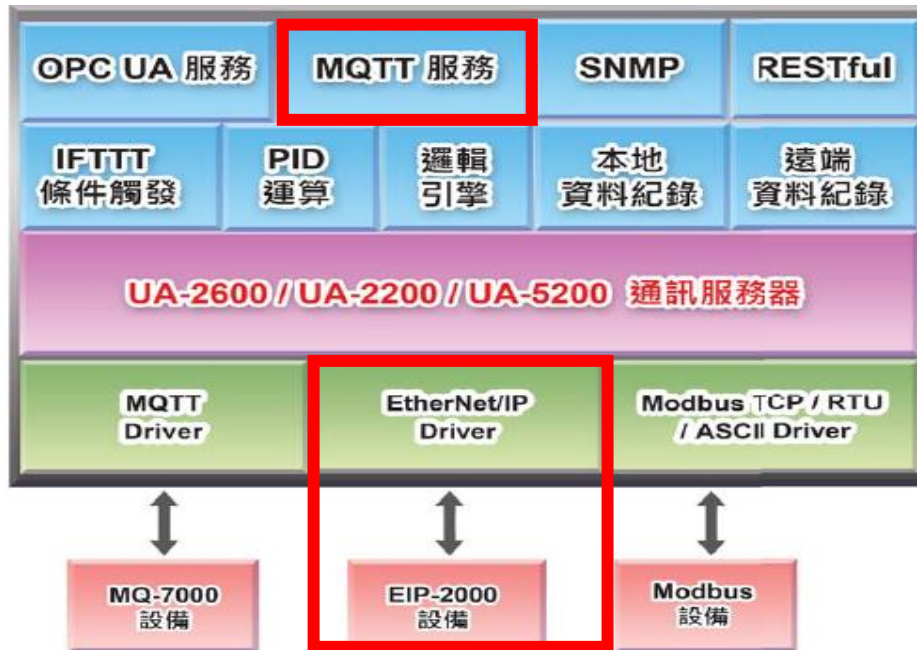 OPC UA 服務
MQTT 服務
SNMP
RESTful
IFTTT
條件觸發
PID
運算
邏輯
引擎
本地
資料紀錄
遠端
資料紀錄
UA-2600 / UA-2200 / UA-5200 通訊服務器
MQTT
Driver
EtherNet/IP
Driver
Modbus TCP / RTU
/ ASCII Driver
MQ-7000
設備
EIP-2000
設備
Modbus
設備